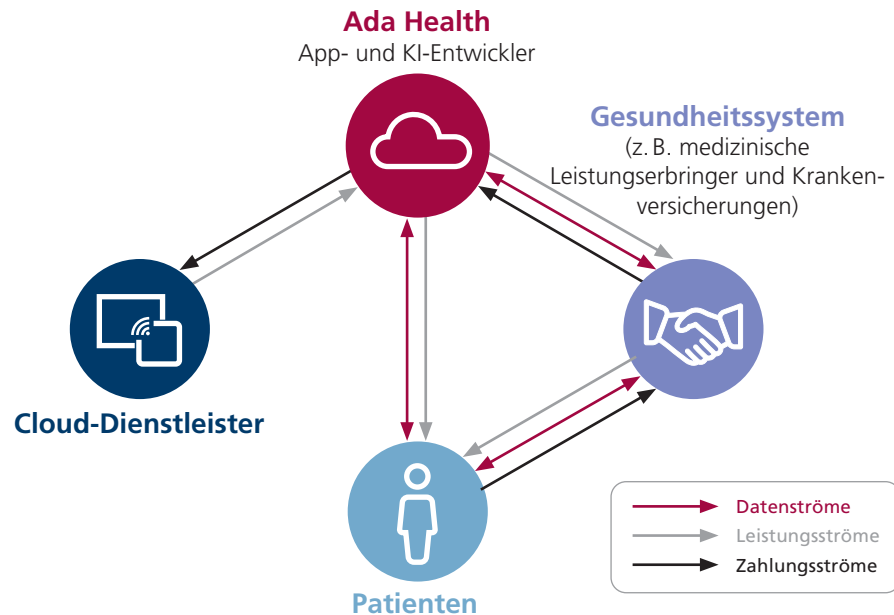 Ada Health
App- und KI-Entwickler
Gesundheitssystem
(z. B. medizinische
Leistungserbringer und Kranken-
versicherungen)
Cloud-Dienstleister
Patienten
Datenströme
Leistungsströme
Zahlungsströme